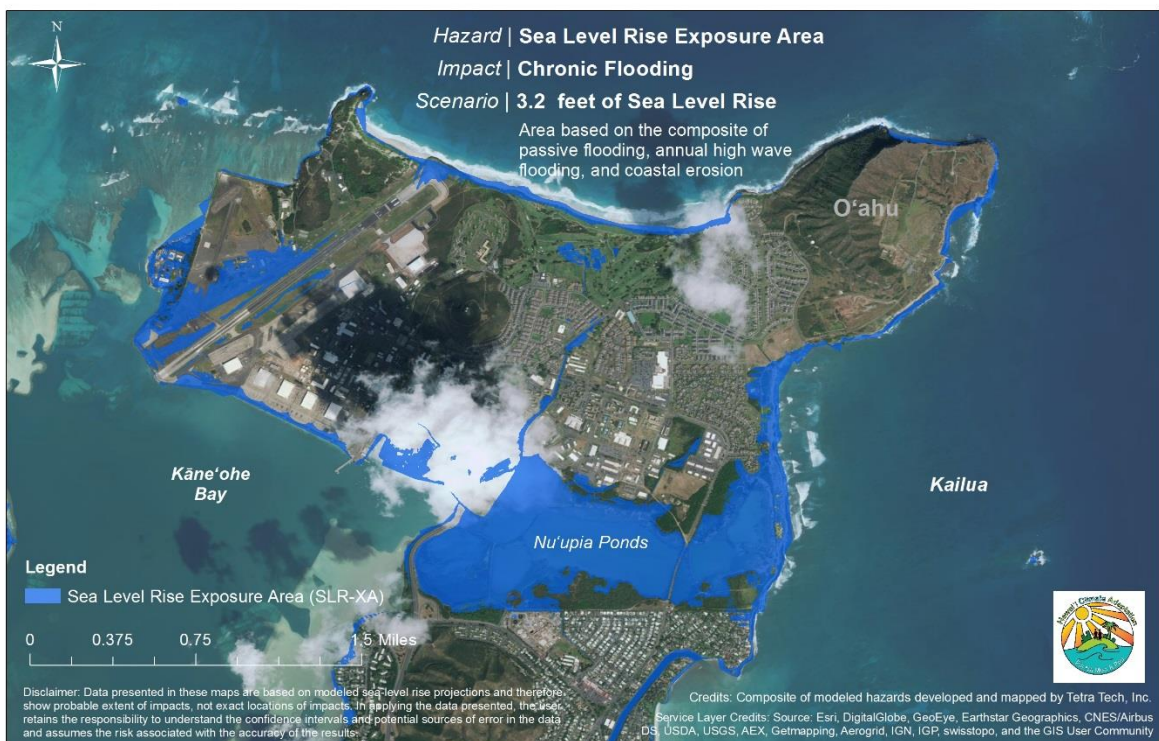 N
Hazard | Sea Level Rise Exposure Area
Impact | Chronic Flooding
Scenario | 3.2 feet of Sea Level Rise
Area based on the composite of
passive flooding, annual high wave
flooding, and coastal erosion
Oʻahu
Kāneʻohe
Bay
Kailua
Nuʻupia Ponds
Legend
Sea Level Rise Exposure Area (SLR-XA)
0 0.375 0.75 1.5 Miles
Disclaimer: Data presented in these maps are based on modeled sea-level rise projections and therefore
show probable extent of impacts, not exact locations of impacts. In applying the data presented, the user
retains the responsibility to understand the confidence intervals and potential sources of error in the data
and assumes the risk associated with the accuracy of the results.
Hawaiʻi Climate Adaptation
Credits: Composite of modeled hazards developed and mapped by Tetra Tech, Inc.
Service Layer Credits: Source: Esri, DigitalGlobe, GeoEye, Earthstar Geographics, CNES/Airbus
DS, USDA, USGS, AEX, Getmapping, Aerogrid, IGN, IGP, swisstopo, and the GIS User Community